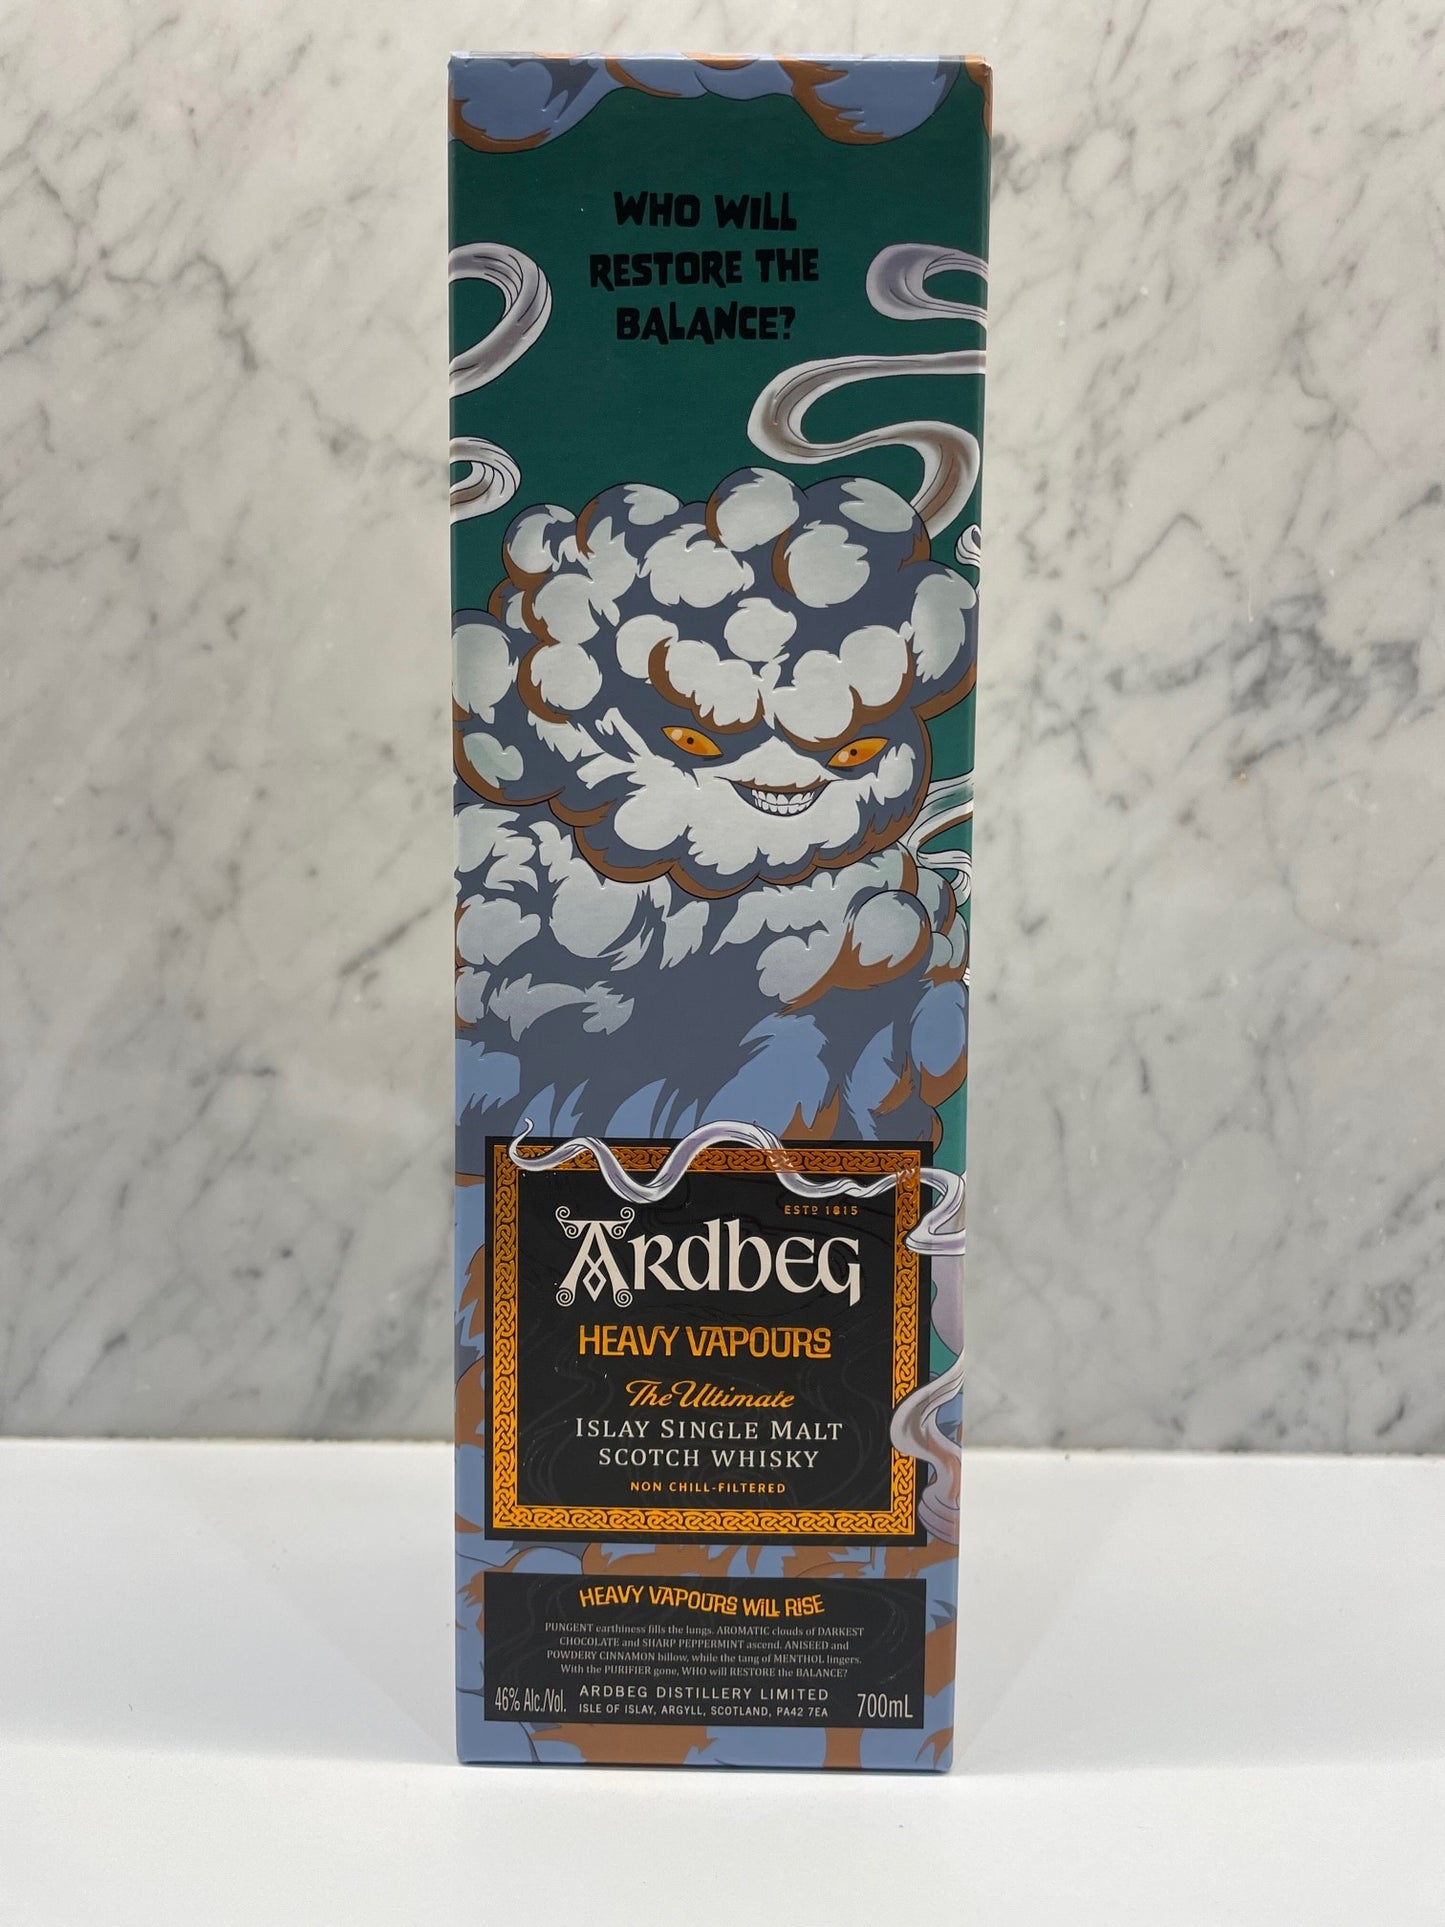 WHO WILL
RESTORE THE
BALANCE?
ESTD 1815
ARDBEG
HEAVY VAPOURS
The Ultimate
ISLAY SINGLE MALT
SCOTCH WHISKY
NON CHILL-FILTERED
HEAVY VAPOURS WILL RISE
PUNGENT earthiness fills the lungs. AROMATIC clouds of DARKEST
CHOCOLATE and SHARP PEPPERMINT ascend. ANISEED and
POWDERY CINNAMON billow, while the tang of MENTHOL lingers.
With the PURIFIER gone, WHO will RESTORE the BALANCE?
46% Alc./Vol. ARDBEG DISTILLERY LIMITED 700mL
ISLE OF ISLAY, ARGYLL, SCOTLAND, PA42 7EA